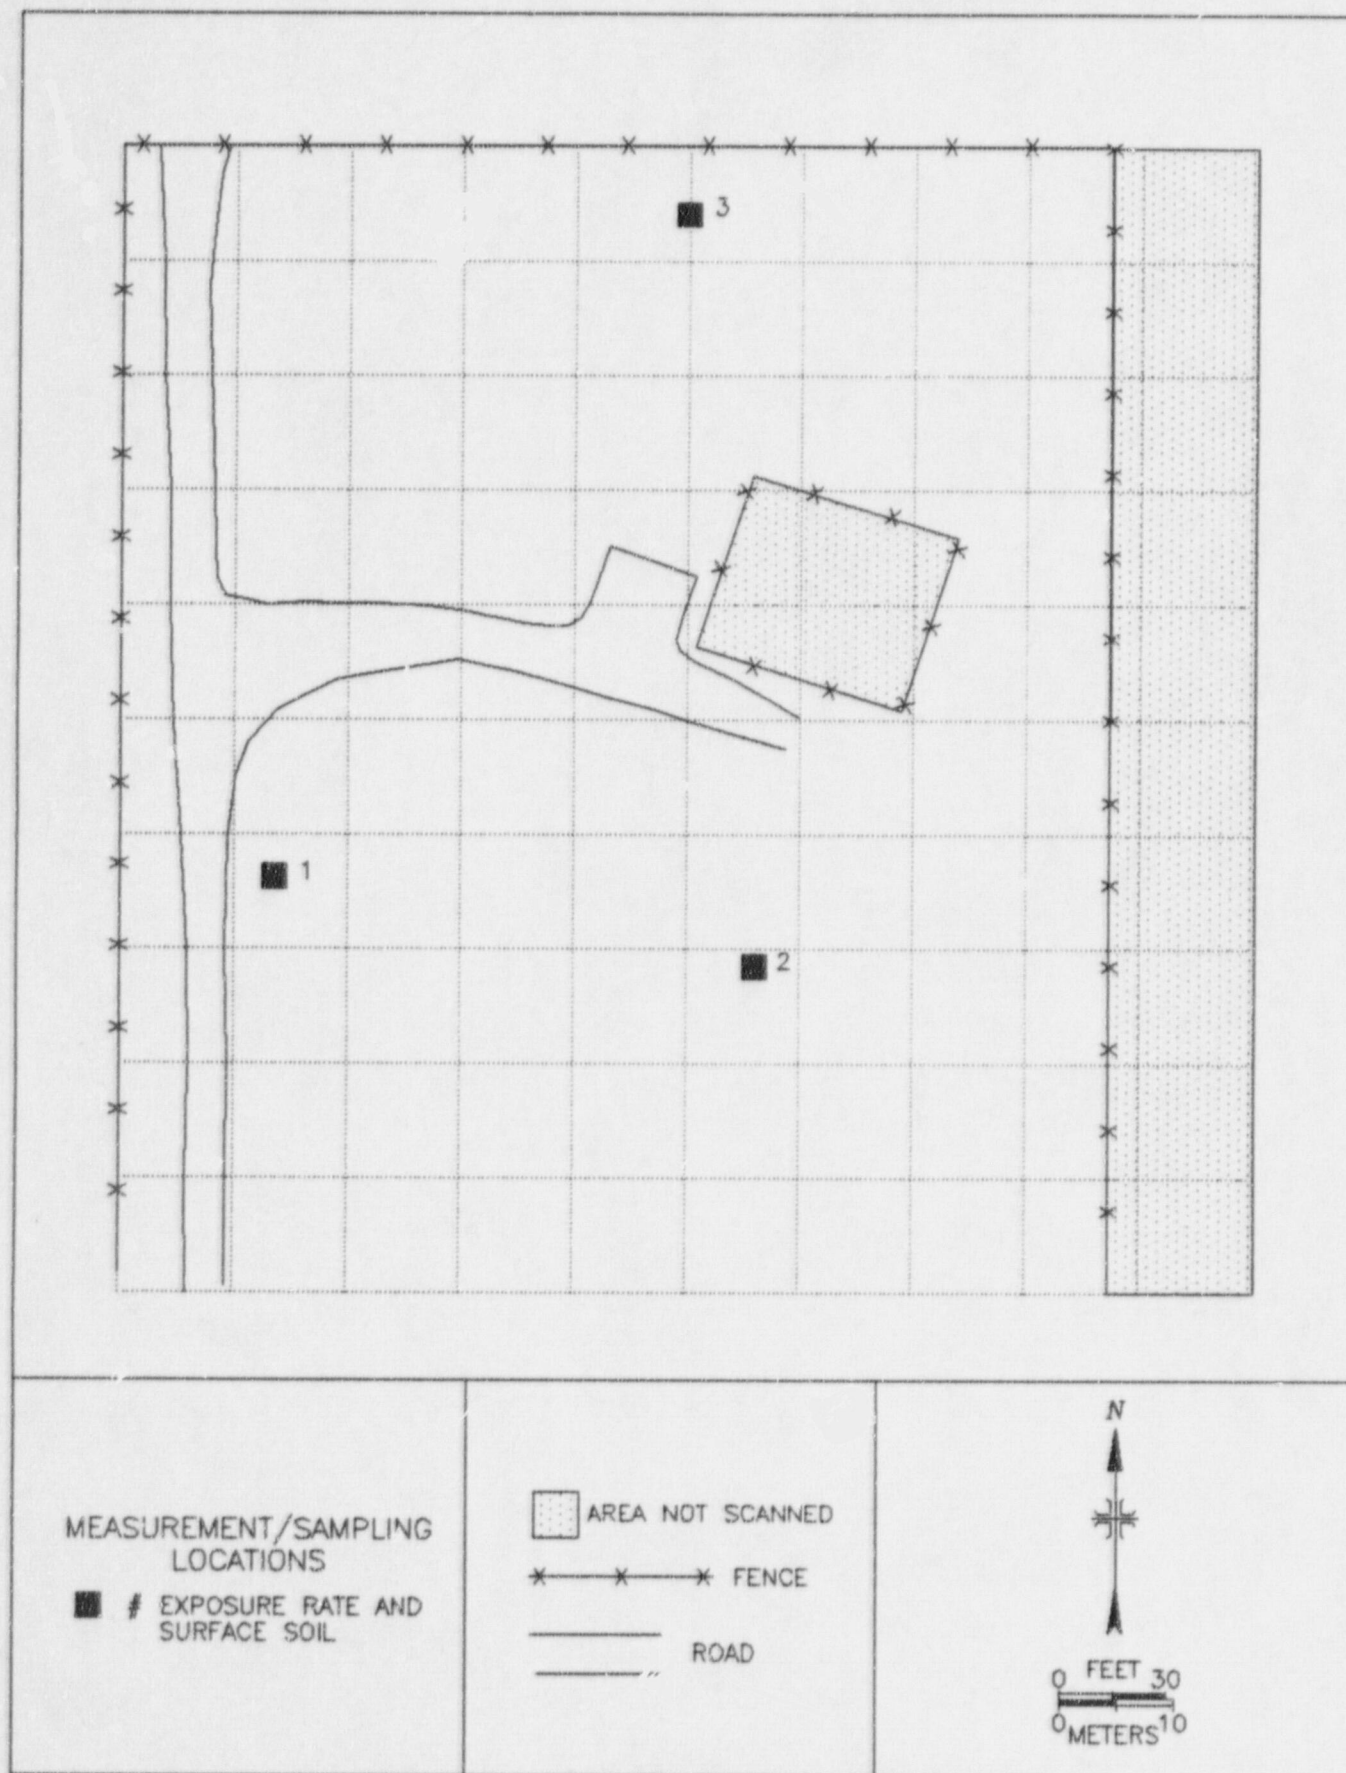 3
1
2
MEASUREMENT/SAMPLING
LOCATIONS
# EXPOSURE RATE AND
SURFACE SOIL
AREA NOT SCANNED
FENCE
ROAD
N
0 FEET 30
0 METERS 10